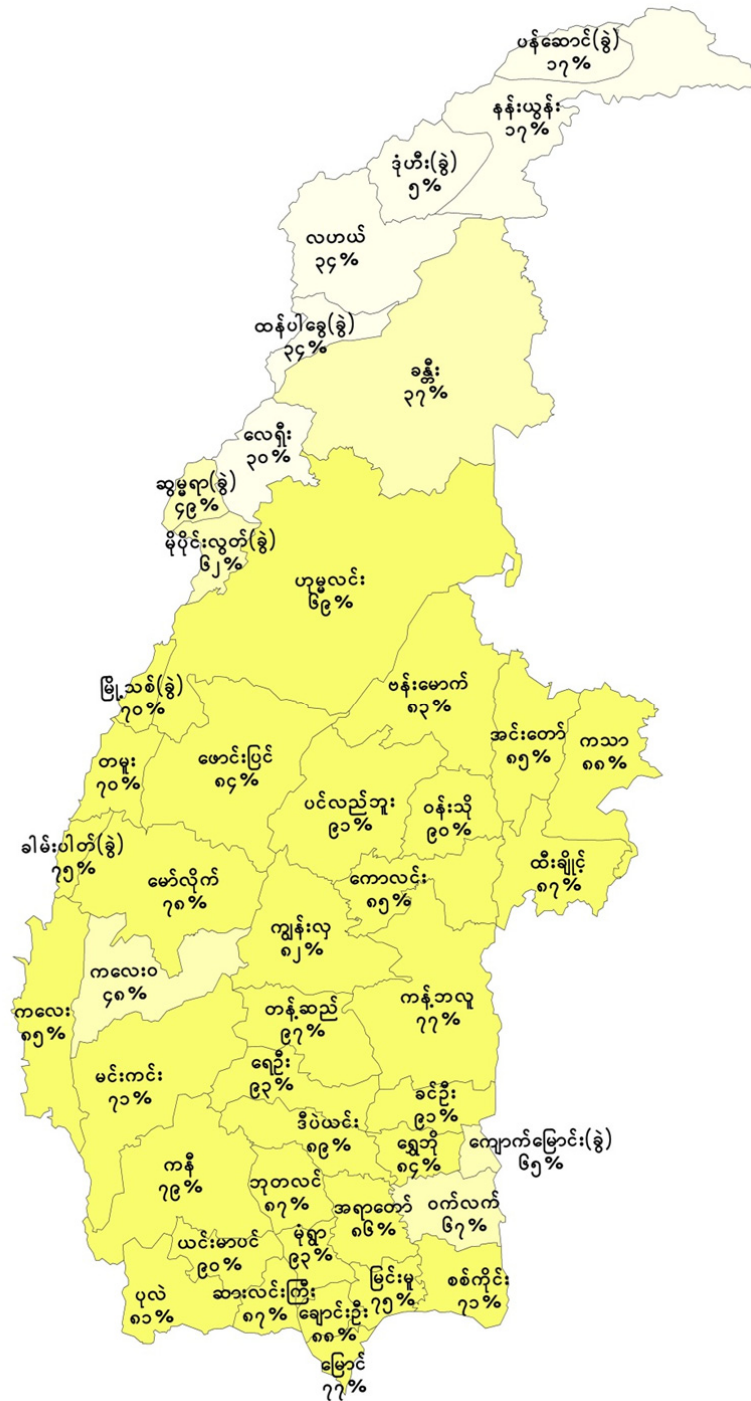 ပန်ဆောင်(ခွဲ)
၁၇%
နန်းယွန်း
၁၇%
ဒုံဟီး(ခွဲ)
၅%
လဟယ်
၃၄%
ထန်ပါခွေ(ခွဲ)
၃၄%
ခန္တီး
၃၇%
လေရှီး
၃၀%
ဆွမ္မရာ(ခွဲ)
၄၉%
မိုပိုင်းလွတ်(ခွဲ)
၆၂%
ဟုမ္မလင်း
၆၉%
မြို့သစ်(ခွဲ)
၇၀%
ဗန်းမောက်
၈၃%
အင်းတော်
၈၅%
ကသာ
၈၈%
တမူး
၇၀%
ဖောင်းပြင်
၈၄%
ပင်လည်ဘူး
၉၁%
ဝန်းသို
၉၀%
ခါမ်းပါတ်(ခွဲ)
၇၅%
မော်လိုက်
၇၈%
ကောလင်း
၈၅%
ထီးချိုင့်
၈၇%
ကျွန်းလှ
၈၂%
ကလေးဝ
၄၈%
ကလေး
၈၅%
တန့်ဆည်
၉၇%
ကန့်ဘလူ
၇၇%
မင်းကင်း
၇၁%
ရေဦး
၉၃%
ခင်ဦး
၉၁%
ဒီပဲယင်း
၈၉%
ရွှေဘို
၈၄%
ကျောက်မြောင်း(ခွဲ)
၆၅%
ကနီ
၇၉%
ဘုတလင်
၈၇%
အရာတော်
၈၆%
ဝက်လက်
၆၇%
ယင်းမာပင်
၉၀%
မုံရွာ
၉၃%
ပုလဲ
၈၁%
ဆားလင်းကြီး
၈၇%
ချောင်းဦး
၈၈%
မြင်းမူ
၇၅%
စစ်ကိုင်း
၇၁%
မြောင်
၇၇%